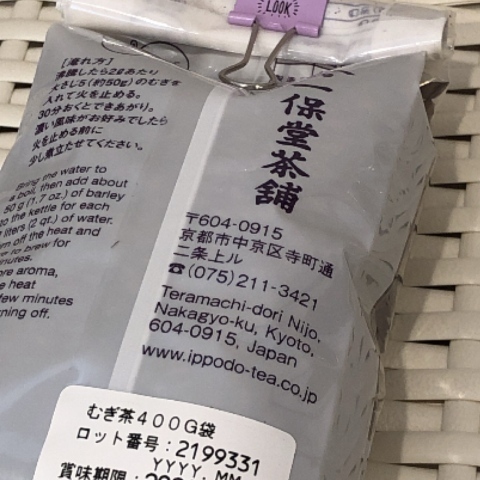 LOOK
【淹れ方】
沸騰したら2ℓあたり
大さじ5(約50g)のむぎを
入れて火を止める。
30分おくとできあがり。
濃い風味がお好みでしたら
火を止める前に
少し煮立たせてください。
Bring the water to
a boil, then add about
50 g (1.7 oz.) of barley
to the kettle for each
liters (2 qt.) of water.
off the heat and
to brew for
minutes.
aroma,
heat
few minutes
turning off.
一保堂茶舗
〒604-0915
京都市中京区寺町通
二条上ル
☎(075)211-3421
Teramachi-dori Nijo,
Nakagyo-ku, Kyoto,
604-0915, Japan
www.ippodo-tea.co.jp
むぎ茶400G袋
ロット番号:2199331
YYYY.MM
賞味期限: